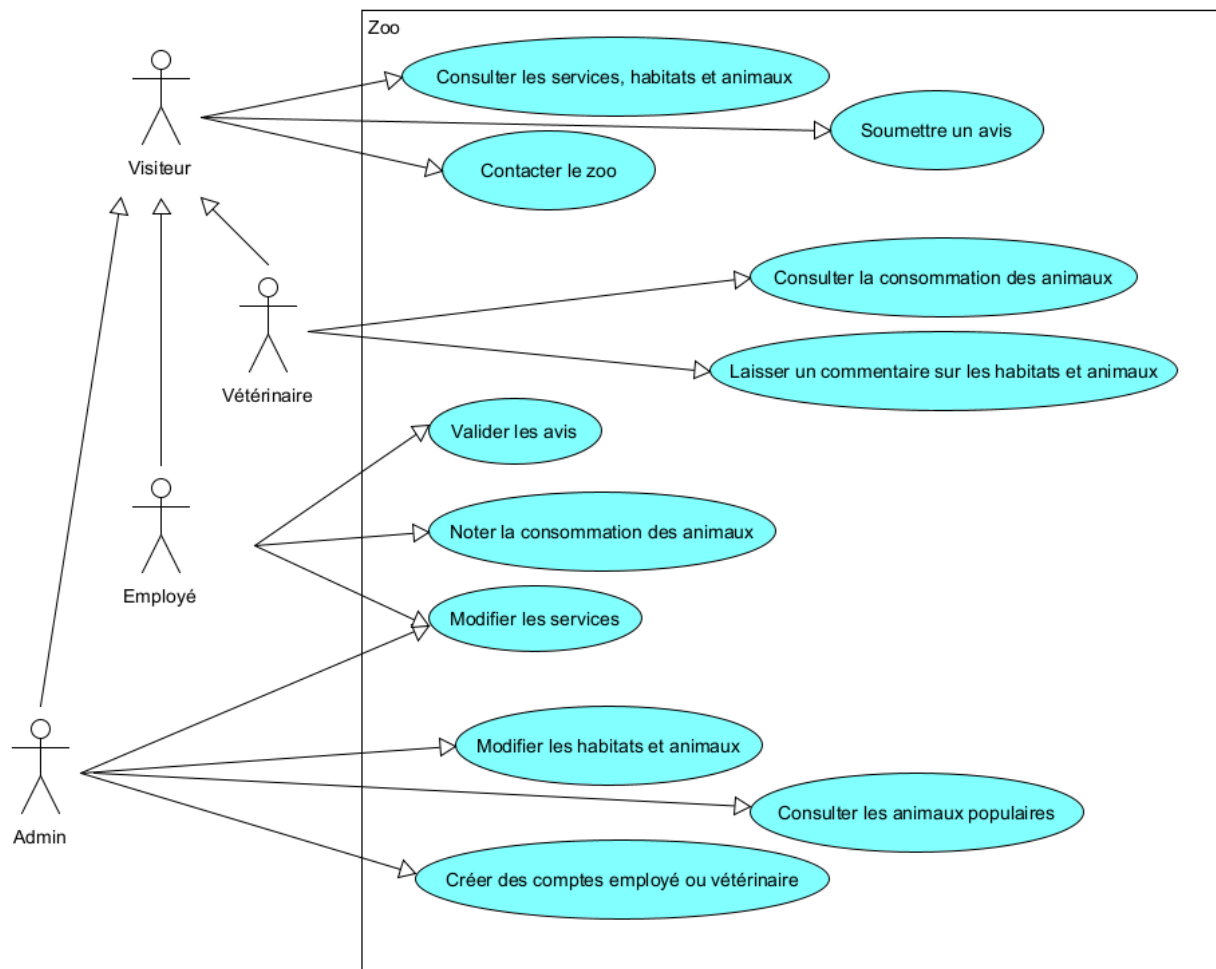 Zoo
Consulter les services, habitats et animaux
Soumettre un avis
Visiteur
Contacter le zoo
Consulter la consommation des animaux
Laisser un commentaire sur les habitats et animaux
Vétérinaire
Valider les avis
Noter la consommation des animaux
Employé
Modifier les services
Modifier les habitats et animaux
Consulter les animaux populaires
Admin
Créer des comptes employé ou vétérinaire